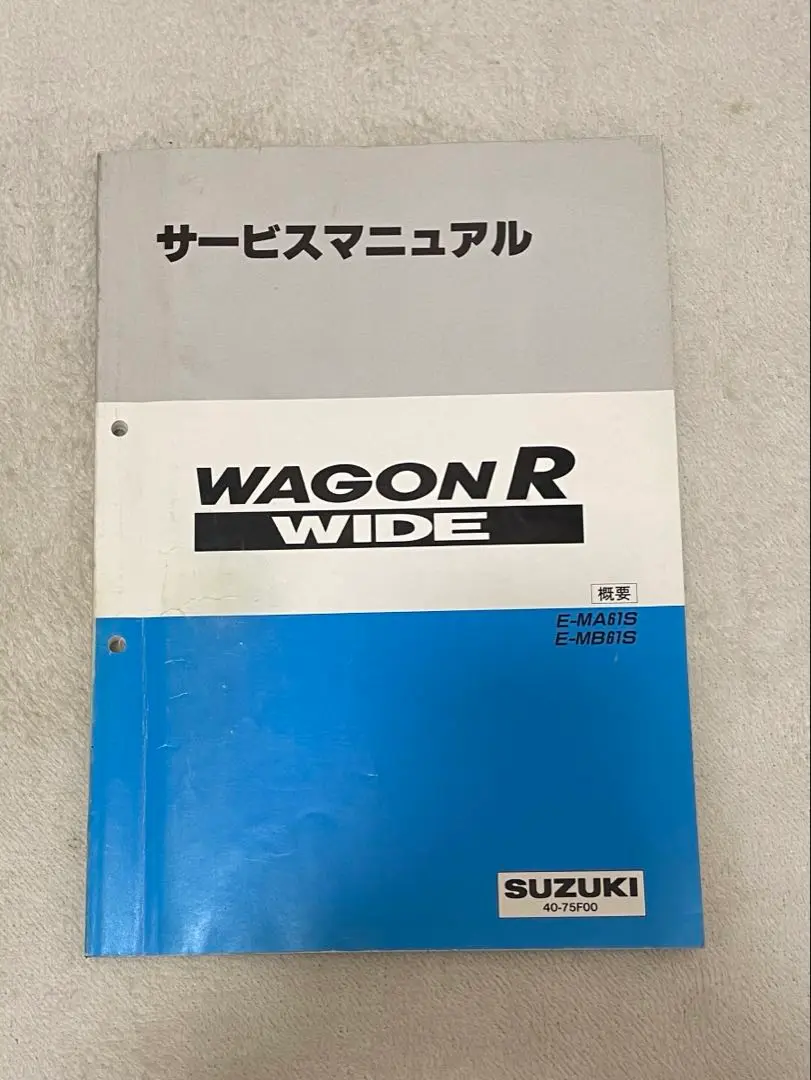 サービスマニュアル
WAGON R
WIDE
概要
E-MA61S
E-MB61S
SUZUKI
40-75F00